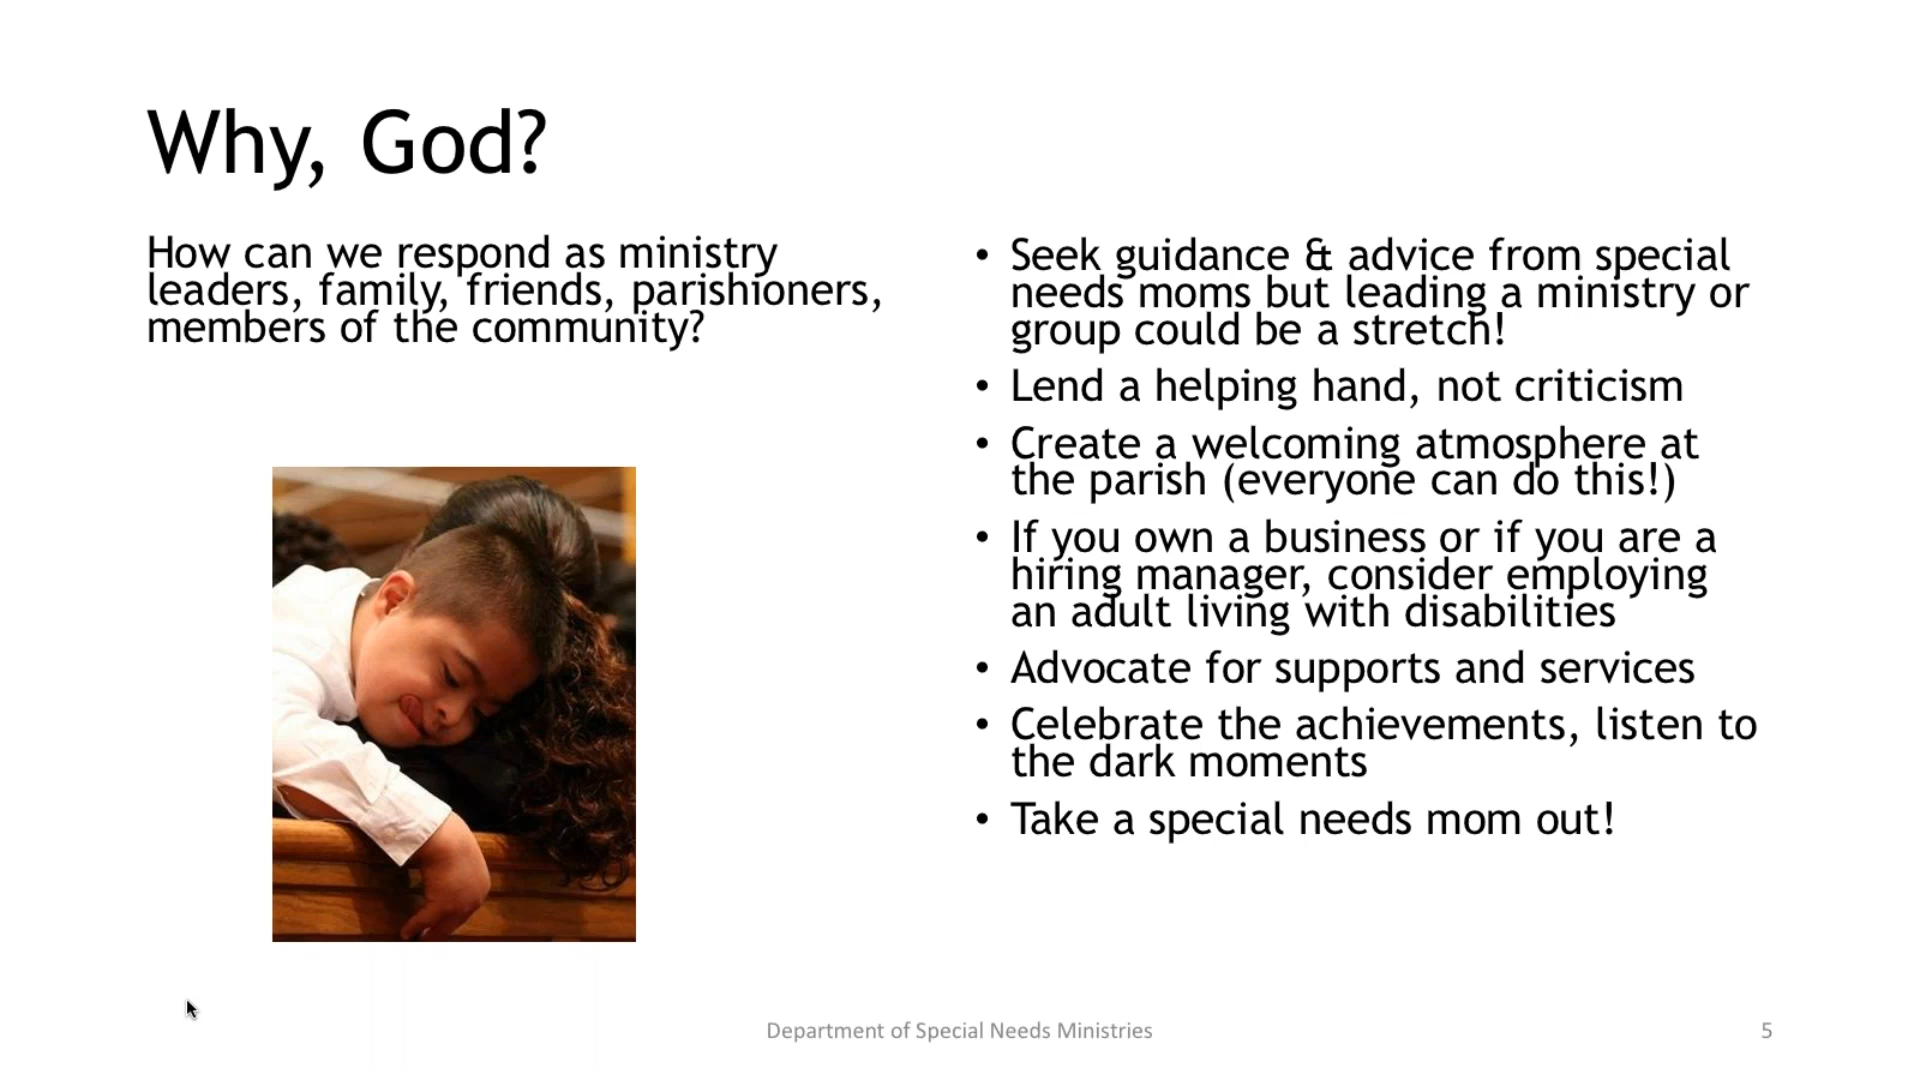 Why, God?
How can we respond as ministry
leaders, family, friends, parishioners,
members of the community?
• Seek guidance & advice from special
needs moms but leading a ministry or
group could be a stretch!
• Lend a helping hand, not criticism
• Create a welcoming atmosphere at
the parish (everyone can do this!)
• If you own a business or if you are a
hiring manager, consider employing
an adult living with disabilities
• Advocate for supports and services
• Celebrate the achievements, listen to
the dark moments
• Take a special needs mom out!
Department of Special Needs Ministries
5